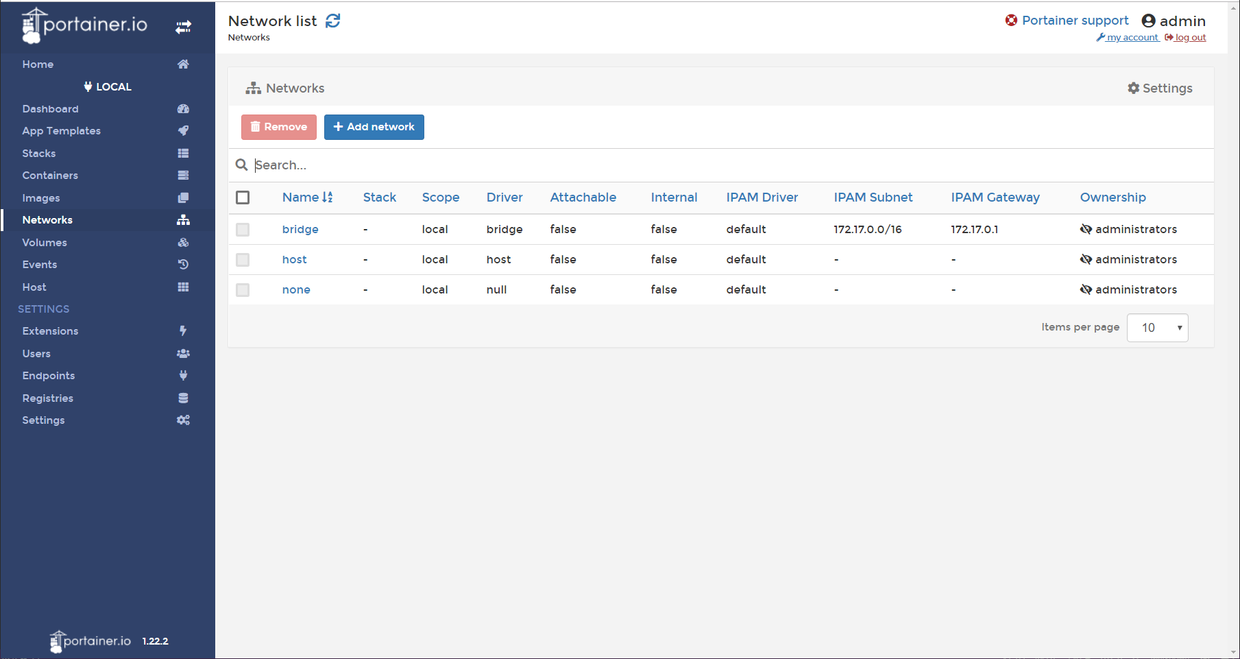 portainer.io
Home
LOCAL
Dashboard
App Templates
Stacks
Containers
Images
Networks
Volumes
Events
Host
SETTINGS
Extensions
Users
Endpoints
Registries
Settings
portainer.io 1.22.2
Network list
Networks
Portainer support admin
my account log out
Networks Settings
Remove Add network
Search...
Name Stack Scope Driver Attachable Internal IPAM Driver IPAM Subnet IPAM Gateway Ownership
bridge - local bridge false false default 172.17.0.0/16 172.17.0.1 administrators
host - local host false false default - - administrators
none - local null false false default - - administrators
Items per page 10